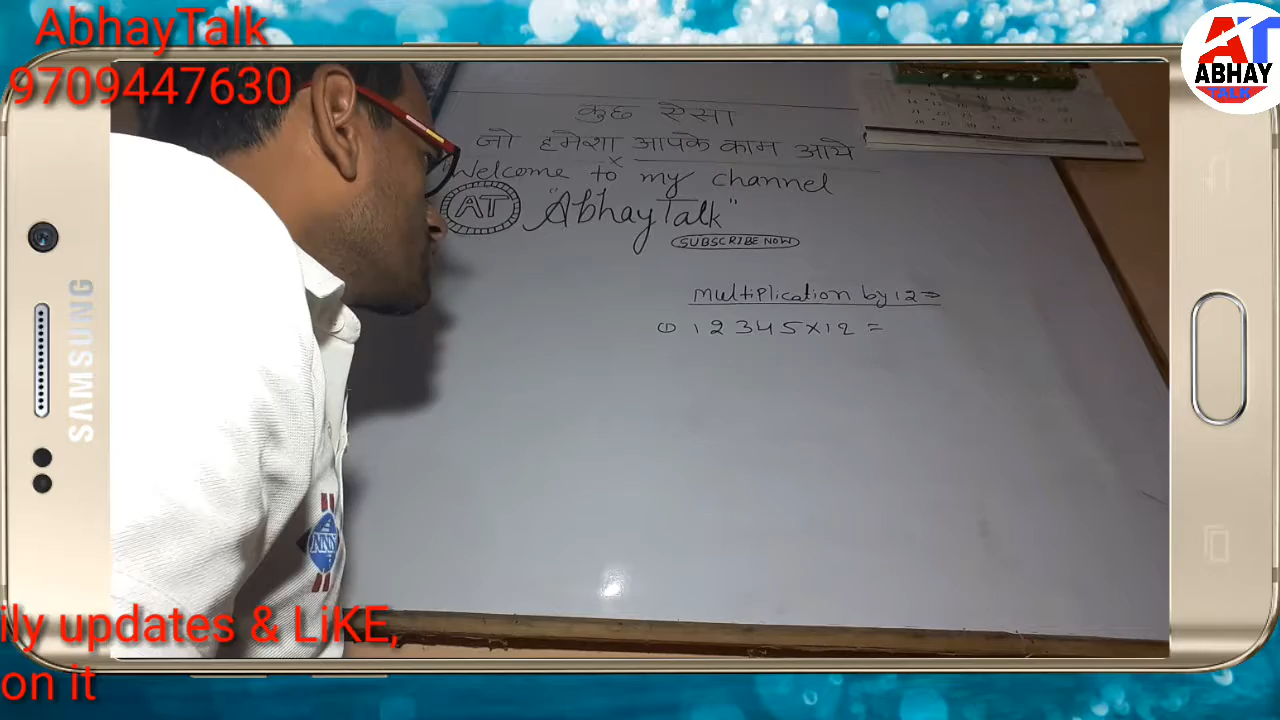 AbhayTalk
9709447630
AT
ABHAY
TALK
SAMSUNG
कुछ ऐसा
जो हमेशा आपके काम आये
Welcome to my channel
AT "AbhayTalk"
SUBSCRIBE NOW
Multiplication by 12⇒
① 12345×12=
ily updates & LiKE,
on it